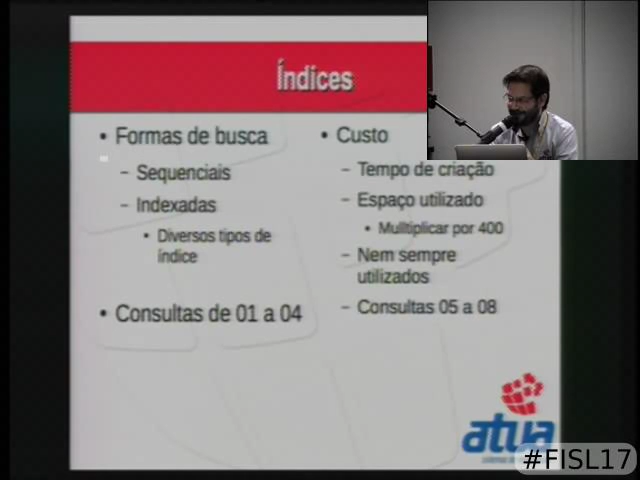 Índices
• Formas de busca
– Sequenciais
– Indexadas
• Diversos tipos de
índice
• Consultas de 01 a 04
• Custo
– Tempo de criação
– Espaço utilizado
• Mulltiplicar por 400
– Nem sempre
utilizados
– Consultas 05 a 08
atua
#FISL17